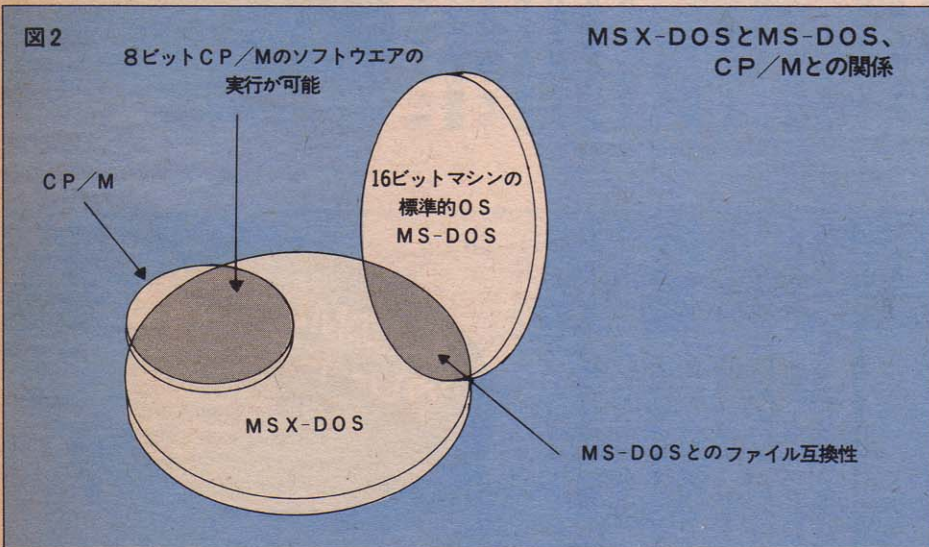 図2
MSX-DOSとMS-DOS、
CP/Mとの関係
8ビットCP/Mのソフトウエアの
実行が可能
CP/M
16ビットマシンの
標準的OS
MS-DOS
MSX-DOS
MS-DOSとのファイル互換性